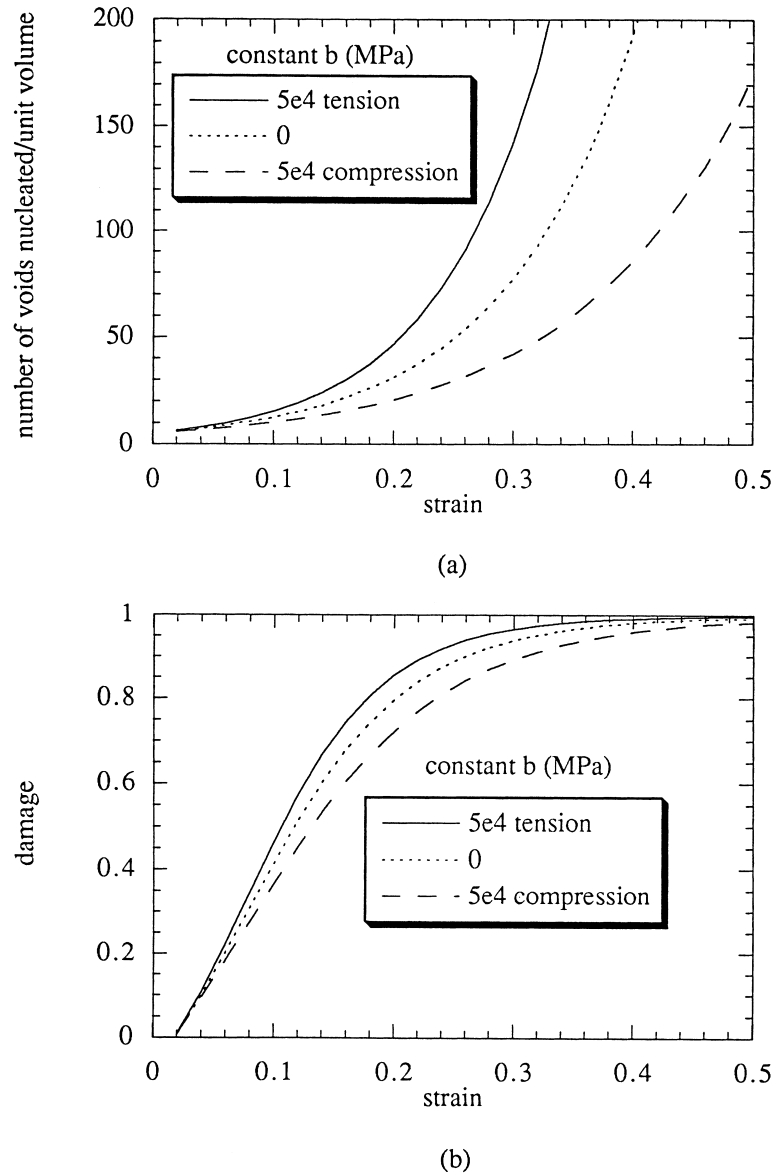 200
150
100
50
0
number of voids nucleated/unit volume
constant b (MPa)
5e4 tension
0
5e4 compression
0 0.1 0.2 0.3 0.4 0.5
strain
(a)
1
0.8
0.6
0.4
0.2
0
damage
constant b (MPa)
5e4 tension
0
5e4 compression
0 0.1 0.2 0.3 0.4 0.5
strain
(b)